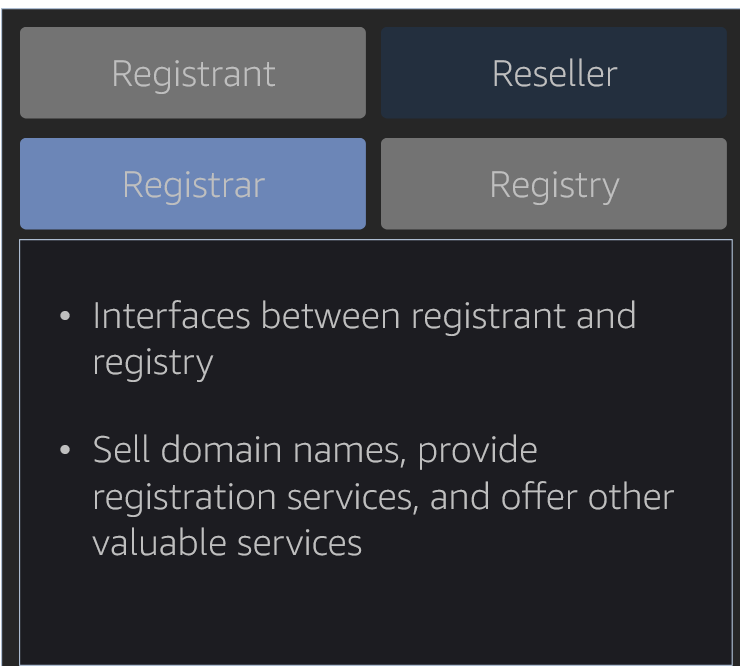 Registrant
Reseller
Registrar
Registry
• Interfaces between registrant and
registry
• Sell domain names, provide
registration services, and offer other
valuable services